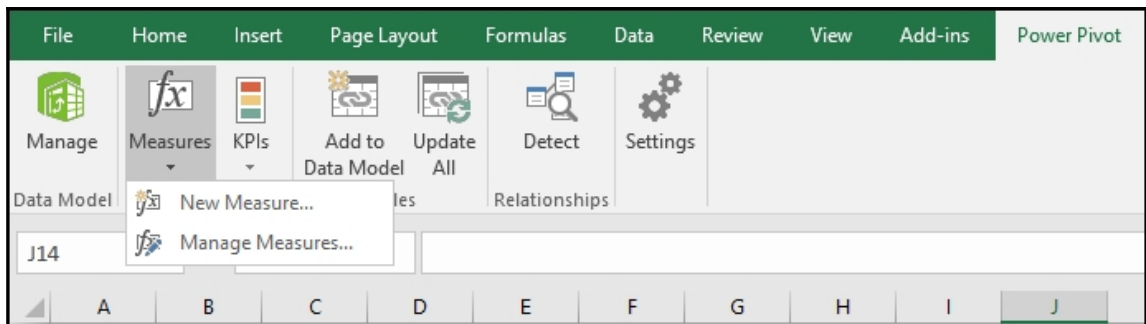 File Home Insert Page Layout Formulas Data Review View Add-ins Power Pivot
Manage Measures KPIs Add to Data Model Update All Detect Settings
Data Model les Relationships
New Measure...
Manage Measures...
J14
A B C D E F G H I J